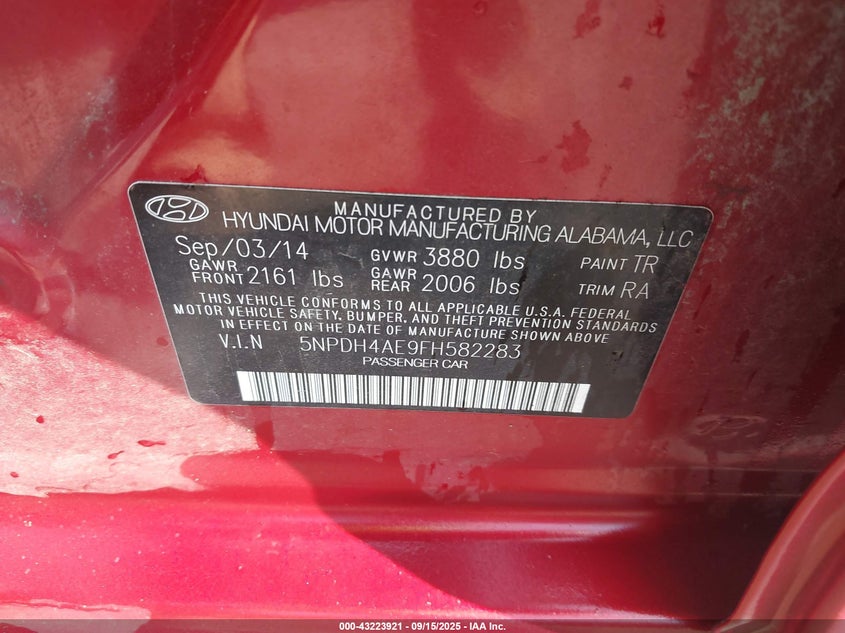 MANUFACTURED BY
HYUNDAI MOTOR MANUFACTURING ALABAMA, LLC
Sep/03/14 GVWR 3880 lbs PAINT TR
GAWR FRONT 2161 lbs GAWR REAR 2006 lbs TRIM RA
THIS VEHICLE CONFORMS TO ALL APPLICABLE U.S.A. FEDERAL
MOTOR VEHICLE SAFETY, BUMPER, AND THEFT PREVENTION STANDARDS
IN EFFECT ON THE DATE OF MANUFACTURE SHOWN ABOVE
V.I.N 5NPDH4AE9FH582283
PASSENGER CAR
000-43223921 - 09/15/2025 - IAA Inc.